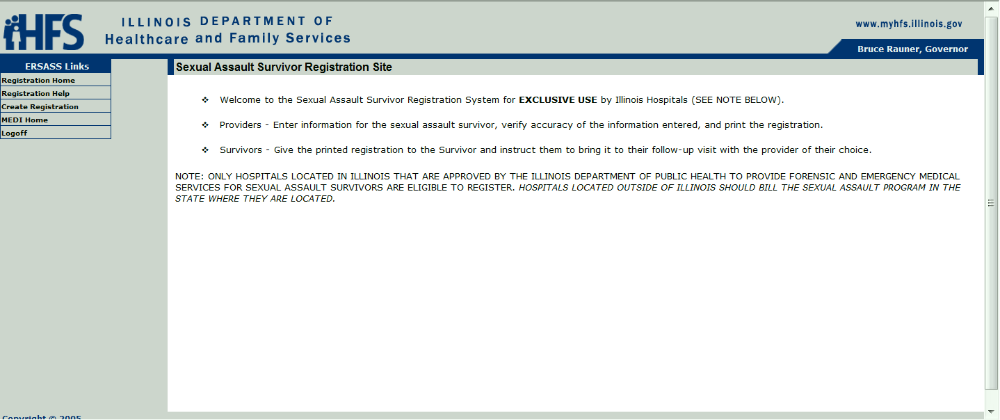 HFS
ILLINOIS DEPARTMENT OF
Healthcare and Family Services
www.myhfs.illinois.gov
Bruce Rauner, Governor
ERSASS Links
Registration Home
Registration Help
Create Registration
MEDI Home
Logoff
Sexual Assault Survivor Registration Site
❖ Welcome to the Sexual Assault Survivor Registration System for EXCLUSIVE USE by Illinois Hospitals (SEE NOTE BELOW).
❖ Providers - Enter information for the sexual assault survivor, verify accuracy of the information entered, and print the registration.
❖ Survivors - Give the printed registration to the Survivor and instruct them to bring it to their follow-up visit with the provider of their choice.
NOTE: ONLY HOSPITALS LOCATED IN ILLINOIS THAT ARE APPROVED BY THE ILLINOIS DEPARTMENT OF PUBLIC HEALTH TO PROVIDE FORENSIC AND EMERGENCY MEDICAL
SERVICES FOR SEXUAL ASSAULT SURVIVORS ARE ELIGIBLE TO REGISTER. HOSPITALS LOCATED OUTSIDE OF ILLINOIS SHOULD BILL THE SEXUAL ASSAULT PROGRAM IN THE
STATE WHERE THEY ARE LOCATED.
Copyright © 2005